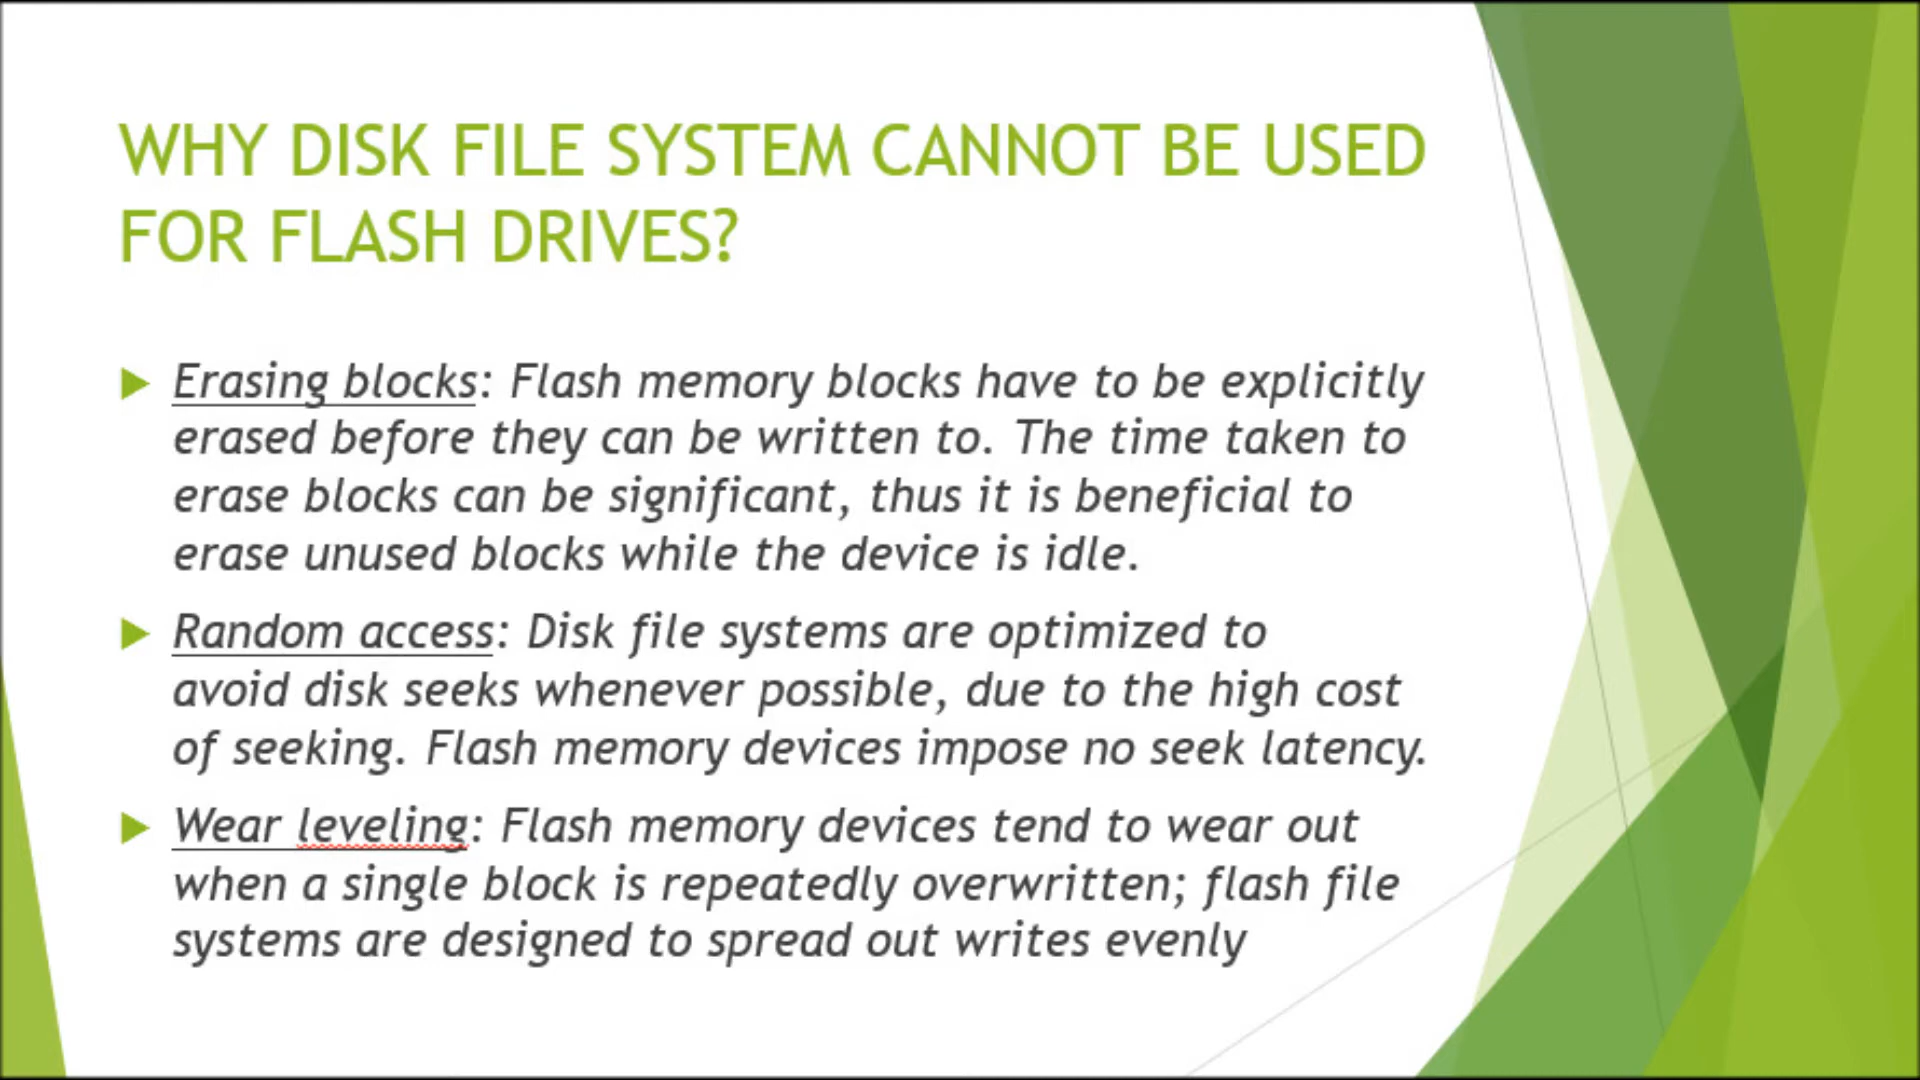 WHY DISK FILE SYSTEM CANNOT BE USED
FOR FLASH DRIVES?
Erasing blocks: Flash memory blocks have to be explicitly
erased before they can be written to. The time taken to
erase blocks can be significant, thus it is beneficial to
erase unused blocks while the device is idle.
Random access: Disk file systems are optimized to
avoid disk seeks whenever possible, due to the high cost
of seeking. Flash memory devices impose no seek latency.
Wear leveling: Flash memory devices tend to wear out
when a single block is repeatedly overwritten; flash file
systems are designed to spread out writes evenly